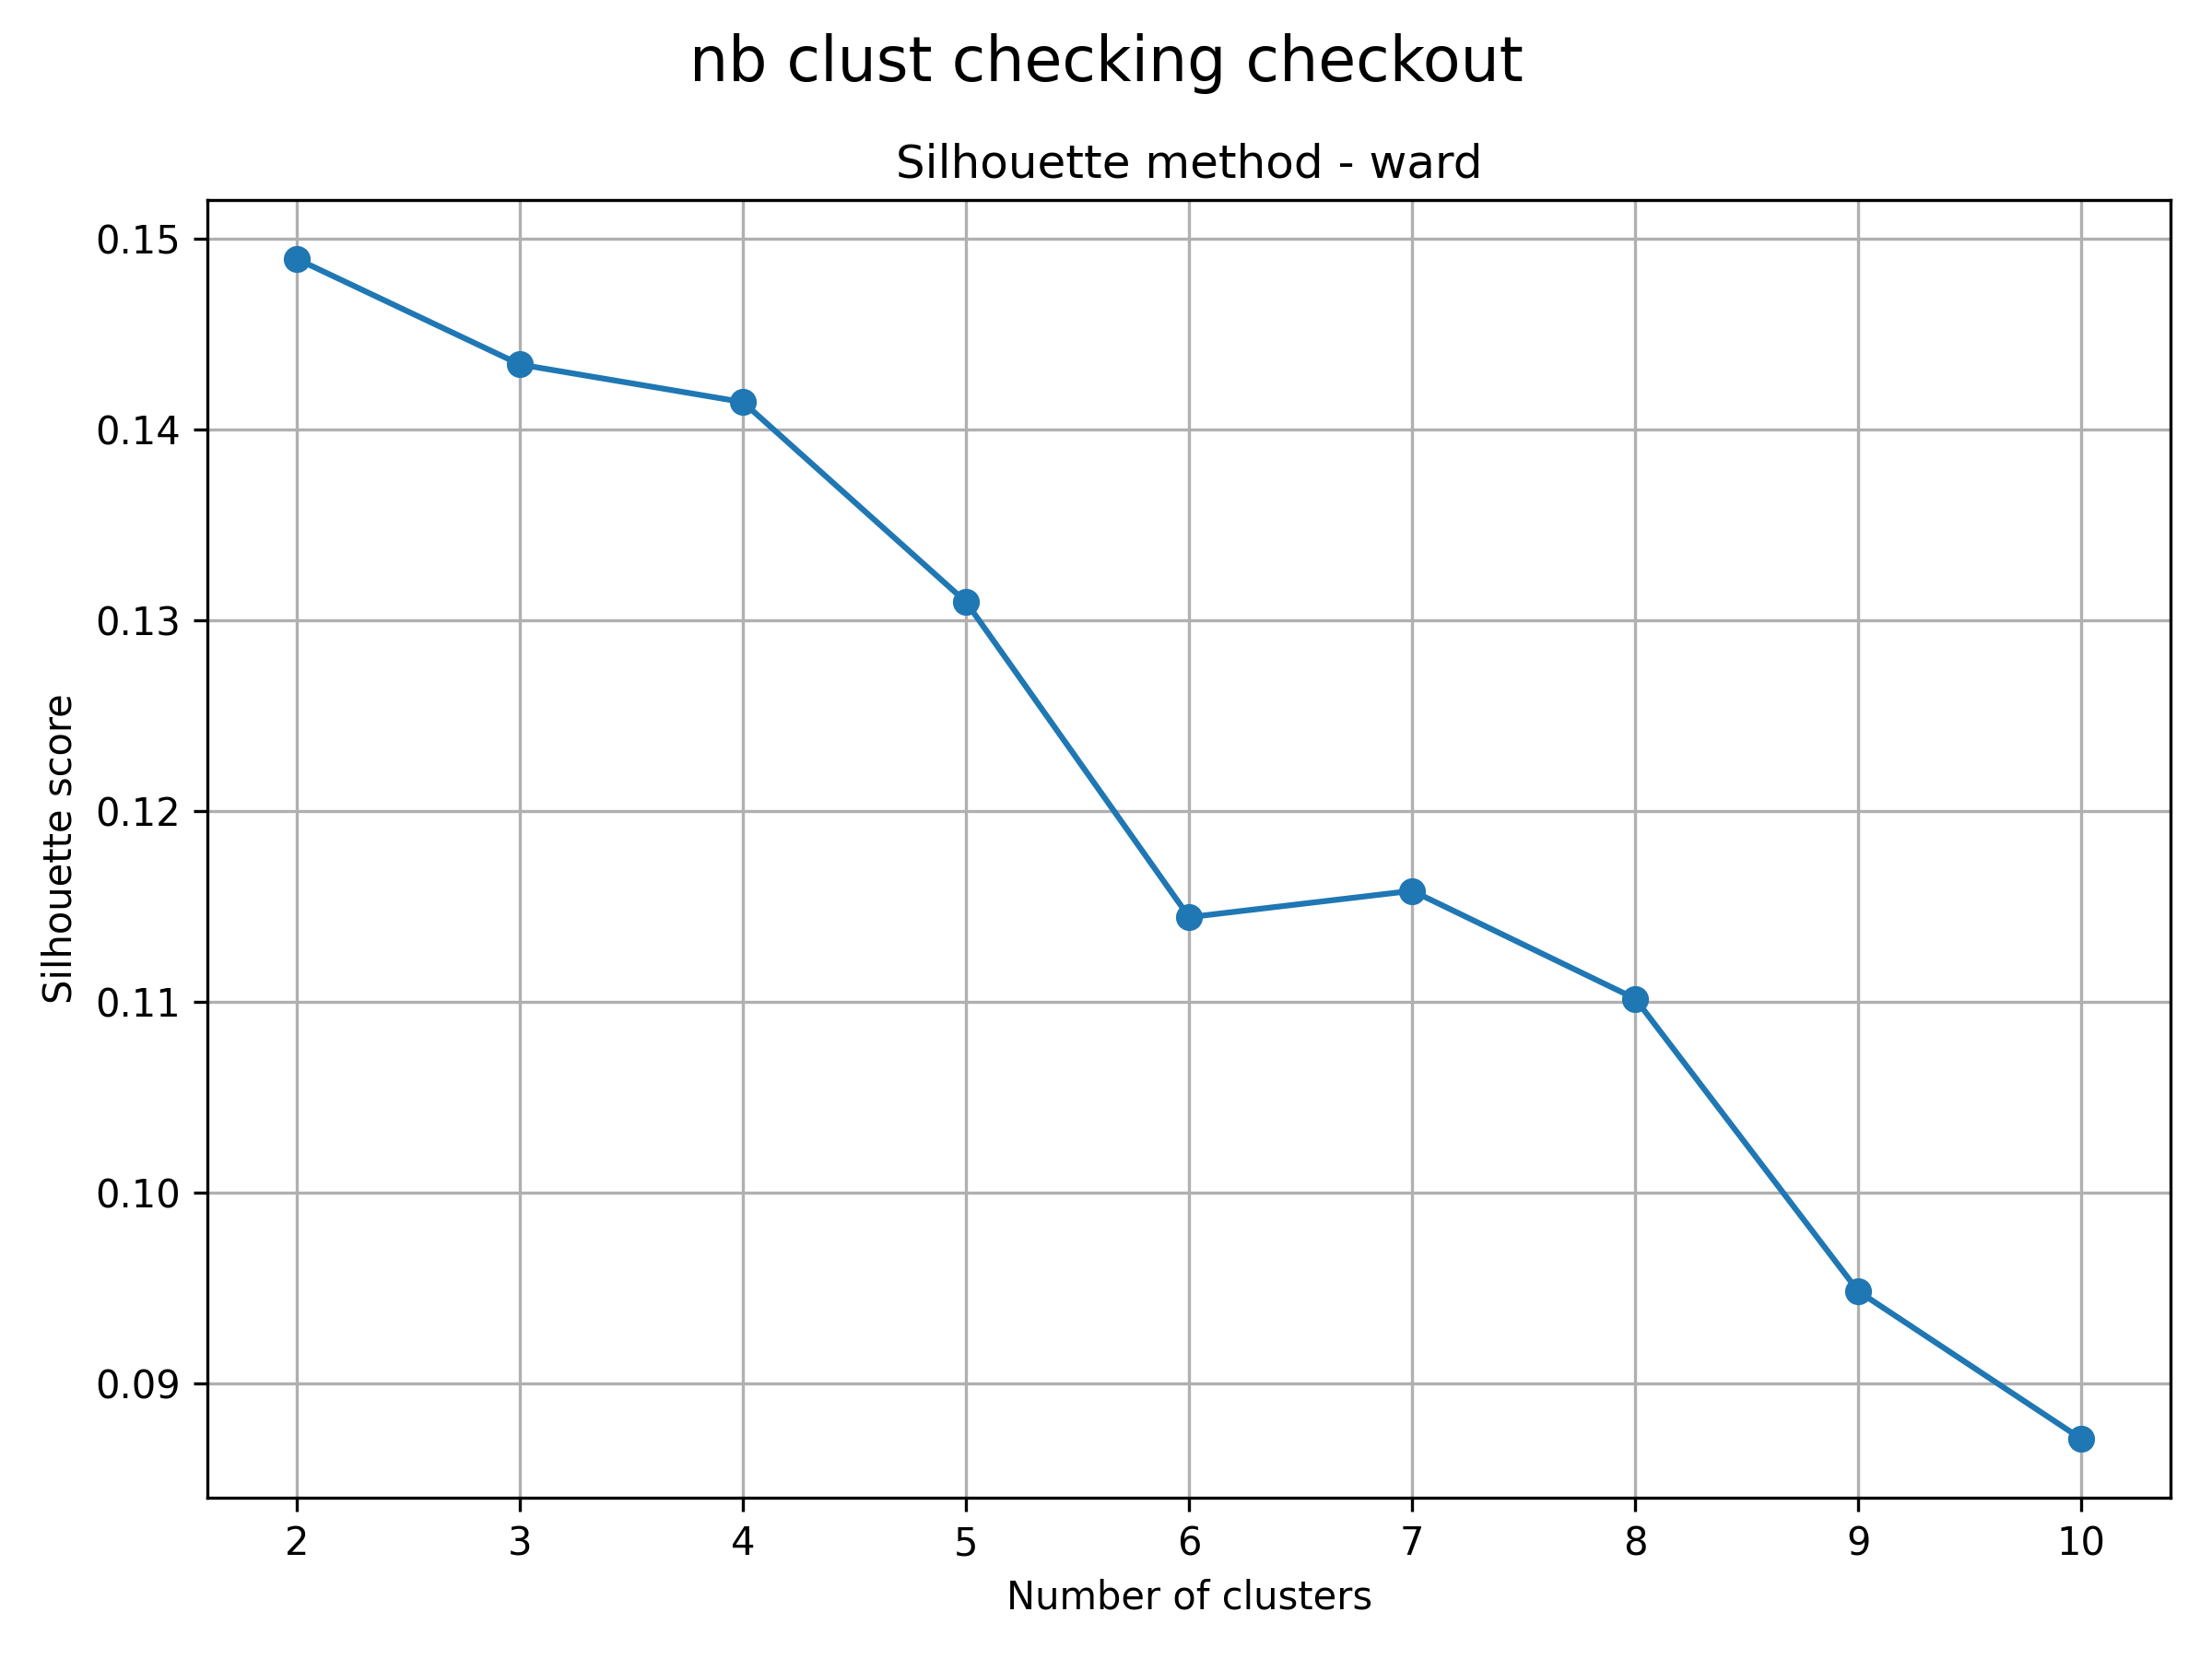 nb clust checking checkout
Silhouette method - ward
0.15
0.14
0.13
0.12
0.11
0.10
0.09
Silhouette score
2 3 4 5 6 7 8 9 10
Number of clusters